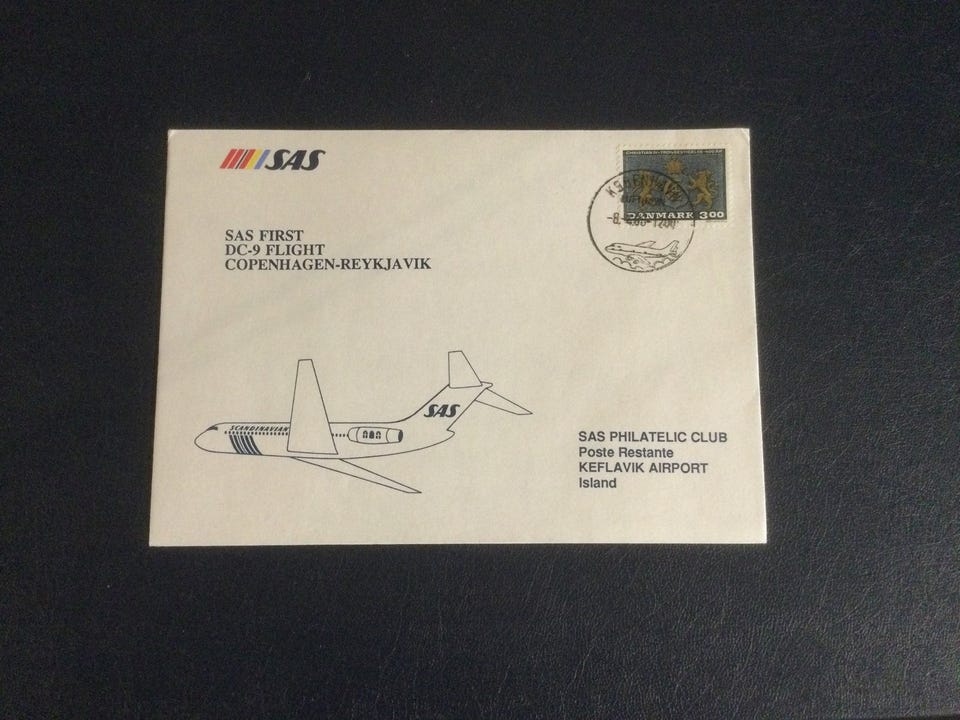 SAS
SAS FIRST
DC-9 FLIGHT
COPENHAGEN-REYKJAVIK
DANMARK 3.00
KØBENHAVN
SCANDINAVIAN
SAS
SAS PHILATELIC CLUB
Poste Restante
KEFLAVIK AIRPORT
Island